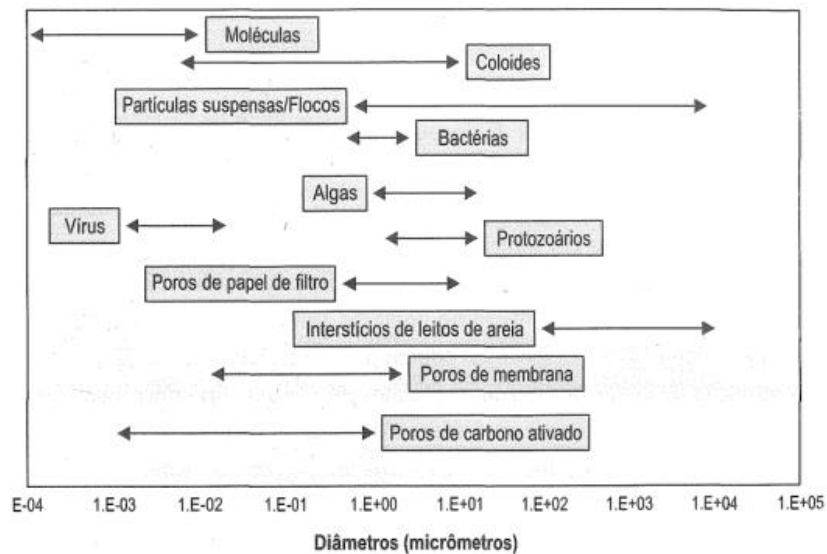 Moléculas
Coloides
Partículas suspensas/Flocos
Bactérias
Algas
Vírus
Protozoários
Poros de papel de filtro
Interstícios de leitos de areia
Poros de membrana
Poros de carbono ativado
E-04 1.E-03 1.E-02 1.E-01 1.E+00 1.E+01 1.E+02 1.E+03 1.E+04 1.E+05
Diâmetros (micrômetros)